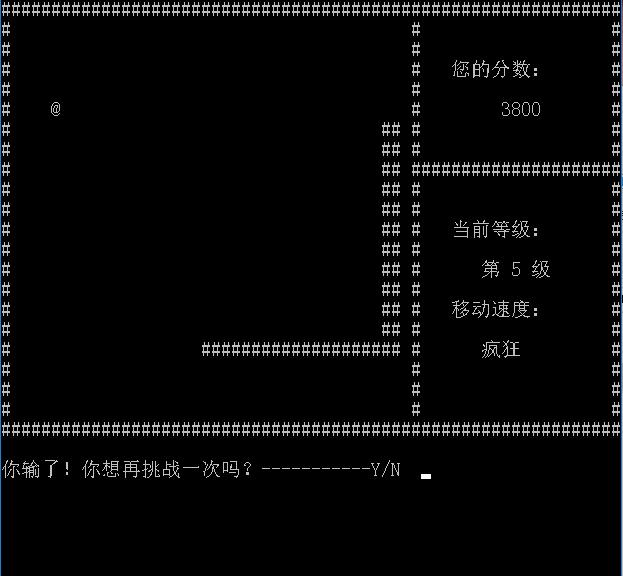 您的分数:
@
3800
当前等级:
第 5 级
移动速度:
疯狂
你输了! 你想再挑战一次吗? -----------Y/N